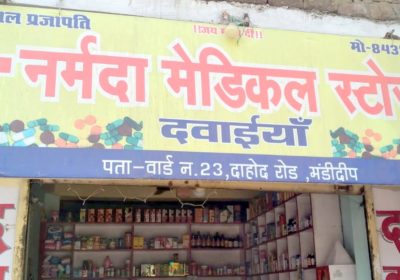 प्रजापति ॥जय माँ दी॥ मो-843
नर्मदा मेडिकल स्टोर
दवाईयाँ
पता-वार्ड न.23,दाहोद रोड ,मंडीदीप